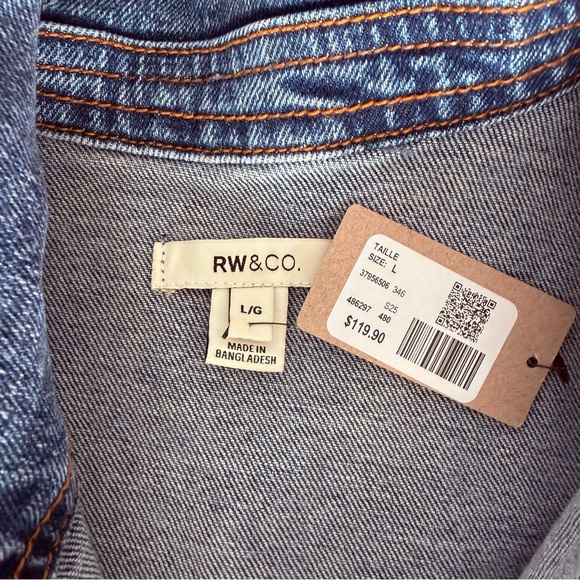 RW&CO.
L/G
MADE IN
BANGLADESH
TAILLE
SIZE: L
37956506 346
S25
486297 480
$119.90